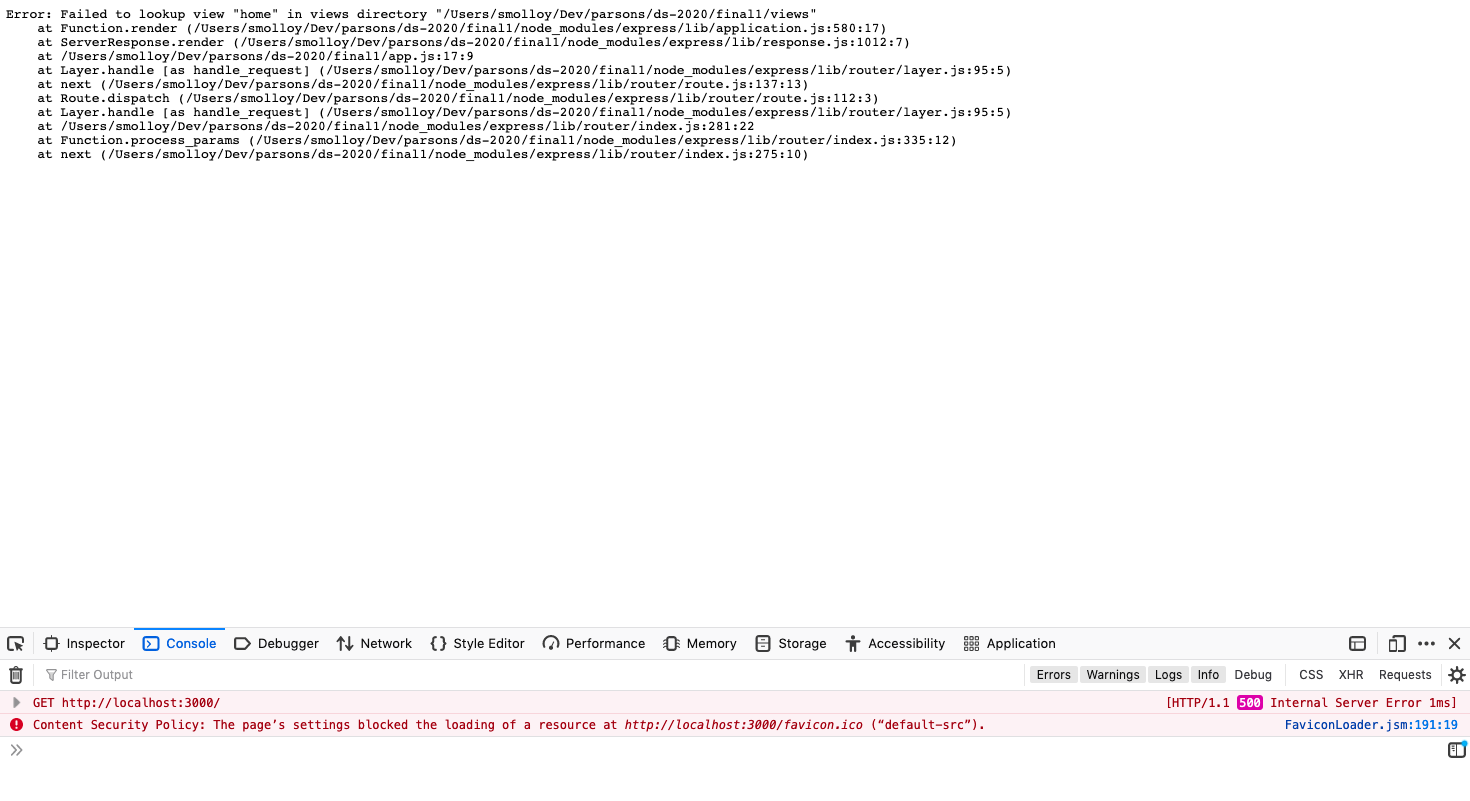 Error: Failed to lookup view "home" in views directory "/Users/smolloy/Dev/parsons/ds-2020/final1/views"
at Function.render (/Users/smolloy/Dev/parsons/ds-2020/final1/node_modules/express/lib/application.js:580:17)
at ServerResponse.render (/Users/smolloy/Dev/parsons/ds-2020/final1/node_modules/express/lib/response.js:1012:7)
at /Users/smolloy/Dev/parsons/ds-2020/final1/app.js:17:9
at Layer.handle [as handle_request] (/Users/smolloy/Dev/parsons/ds-2020/final1/node_modules/express/lib/router/layer.js:95:5)
at next (/Users/smolloy/Dev/parsons/ds-2020/final1/node_modules/express/lib/router/route.js:137:13)
at Route.dispatch (/Users/smolloy/Dev/parsons/ds-2020/final1/node_modules/express/lib/router/route.js:112:3)
at Layer.handle [as handle_request] (/Users/smolloy/Dev/parsons/ds-2020/final1/node_modules/express/lib/router/layer.js:95:5)
at /Users/smolloy/Dev/parsons/ds-2020/final1/node_modules/express/lib/router/index.js:281:22
at Function.process_params (/Users/smolloy/Dev/parsons/ds-2020/final1/node_modules/express/lib/router/index.js:335:12)
at next (/Users/smolloy/Dev/parsons/ds-2020/final1/node_modules/express/lib/router/index.js:275:10)
Inspector Console Debugger Network Style Editor Performance Memory Storage Accessibility Application
Filter Output Errors Warnings Logs Info Debug CSS XHR Requests
GET http://localhost:3000/ [HTTP/1.1 500 Internal Server Error 1ms]
Content Security Policy: The page’s settings blocked the loading of a resource at http://localhost:3000/favicon.ico (“default-src”). FaviconLoader.jsm:191:19